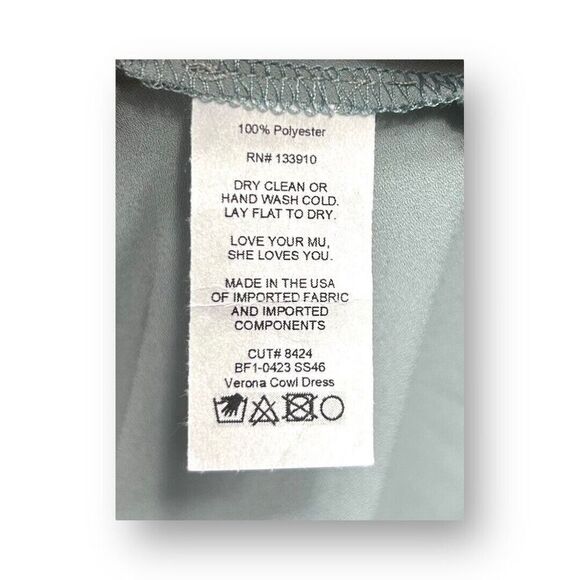 100% Polyester
RN# 133910
DRY CLEAN OR
HAND WASH COLD.
LAY FLAT TO DRY.
LOVE YOUR MU,
SHE LOVES YOU.
MADE IN THE USA
OF IMPORTED FABRIC
AND IMPORTED
COMPONENTS
CUT# 8424
BF1-0423 SS46
Verona Cowl Dress